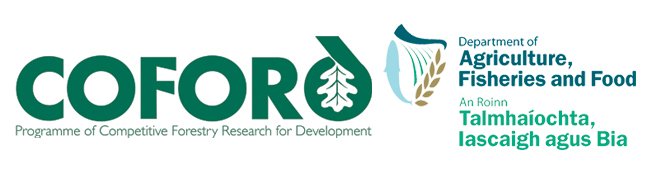 COFORD
Programme of Competitive Forestry Research for Development
Department of
Agriculture,
Fisheries and Food
An Roinn
Talmhaíochta,
Iascaigh agus Bia